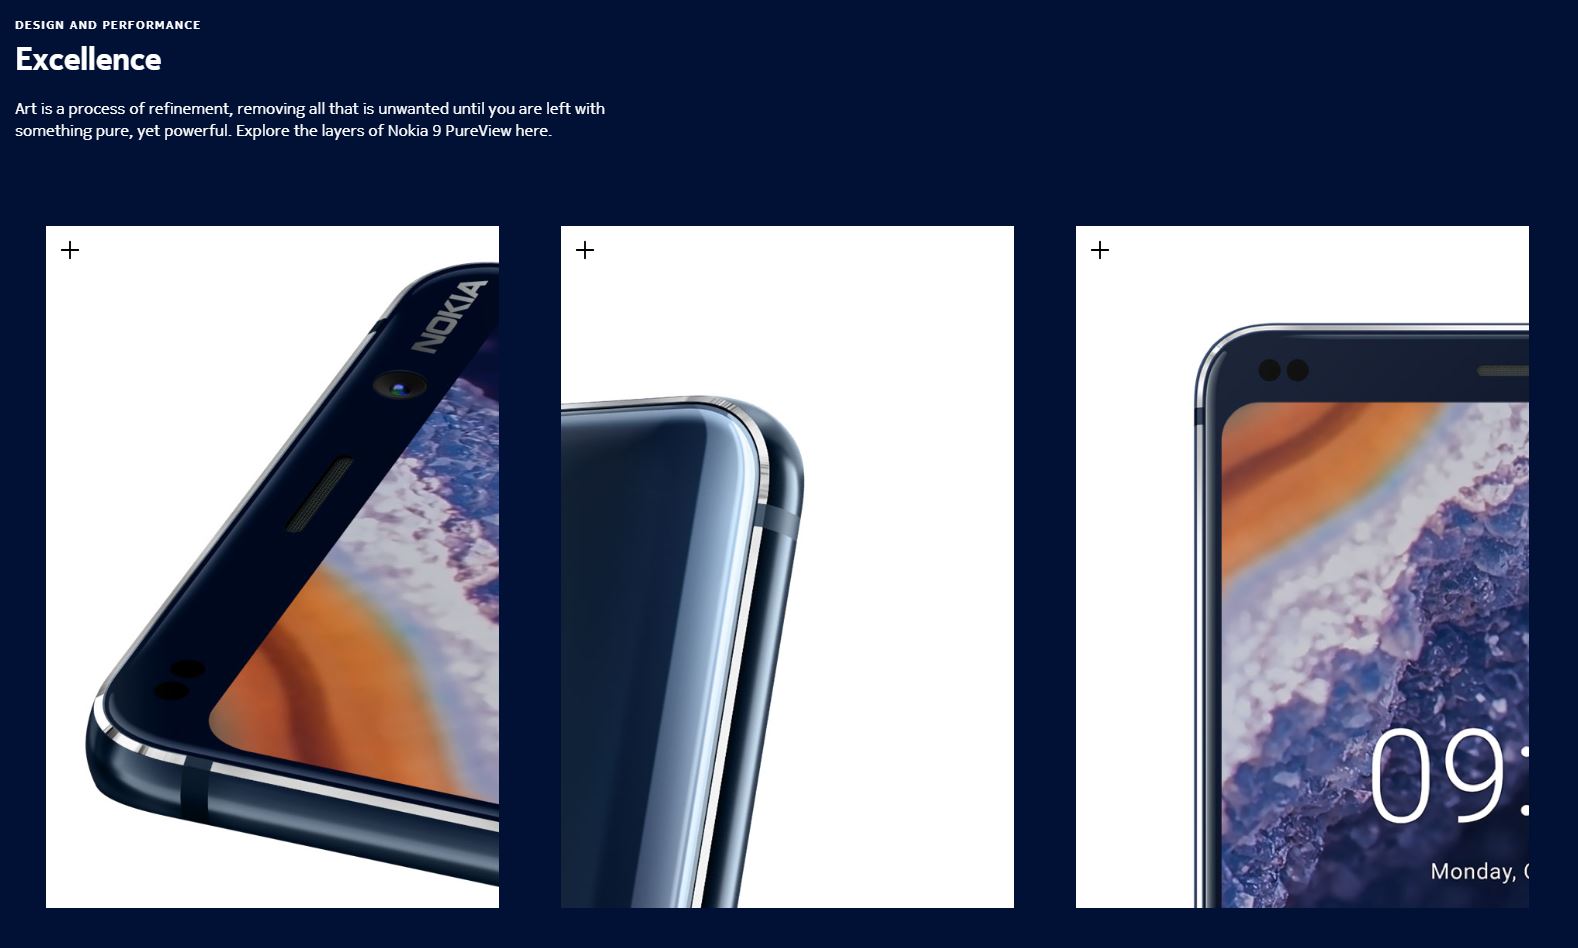 DESIGN AND PERFORMANCE
Excellence
Art is a process of refinement, removing all that is unwanted until you are left with
something pure, yet powerful. Explore the layers of Nokia 9 PureView here.
NOKIA
09:
Monday,